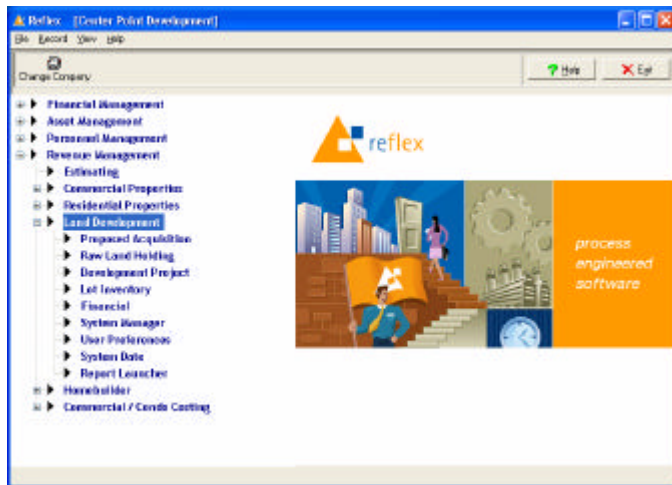 Reflex [Center Point Development]
File Record View Help
Change Company
Help Exit
Financial Management
Asset Management
Personnel Management
Revenue Management
Estimating
Commercial Properties
Residential Properties
Land Development
Proposed Acquisition
Raw Land Holding
Development Project
Lot Inventory
Financial
System Manager
User Preferences
System Date
Report Launcher
Homebuilder
Commercial / Condo Costing
reflex
process
engineered
software